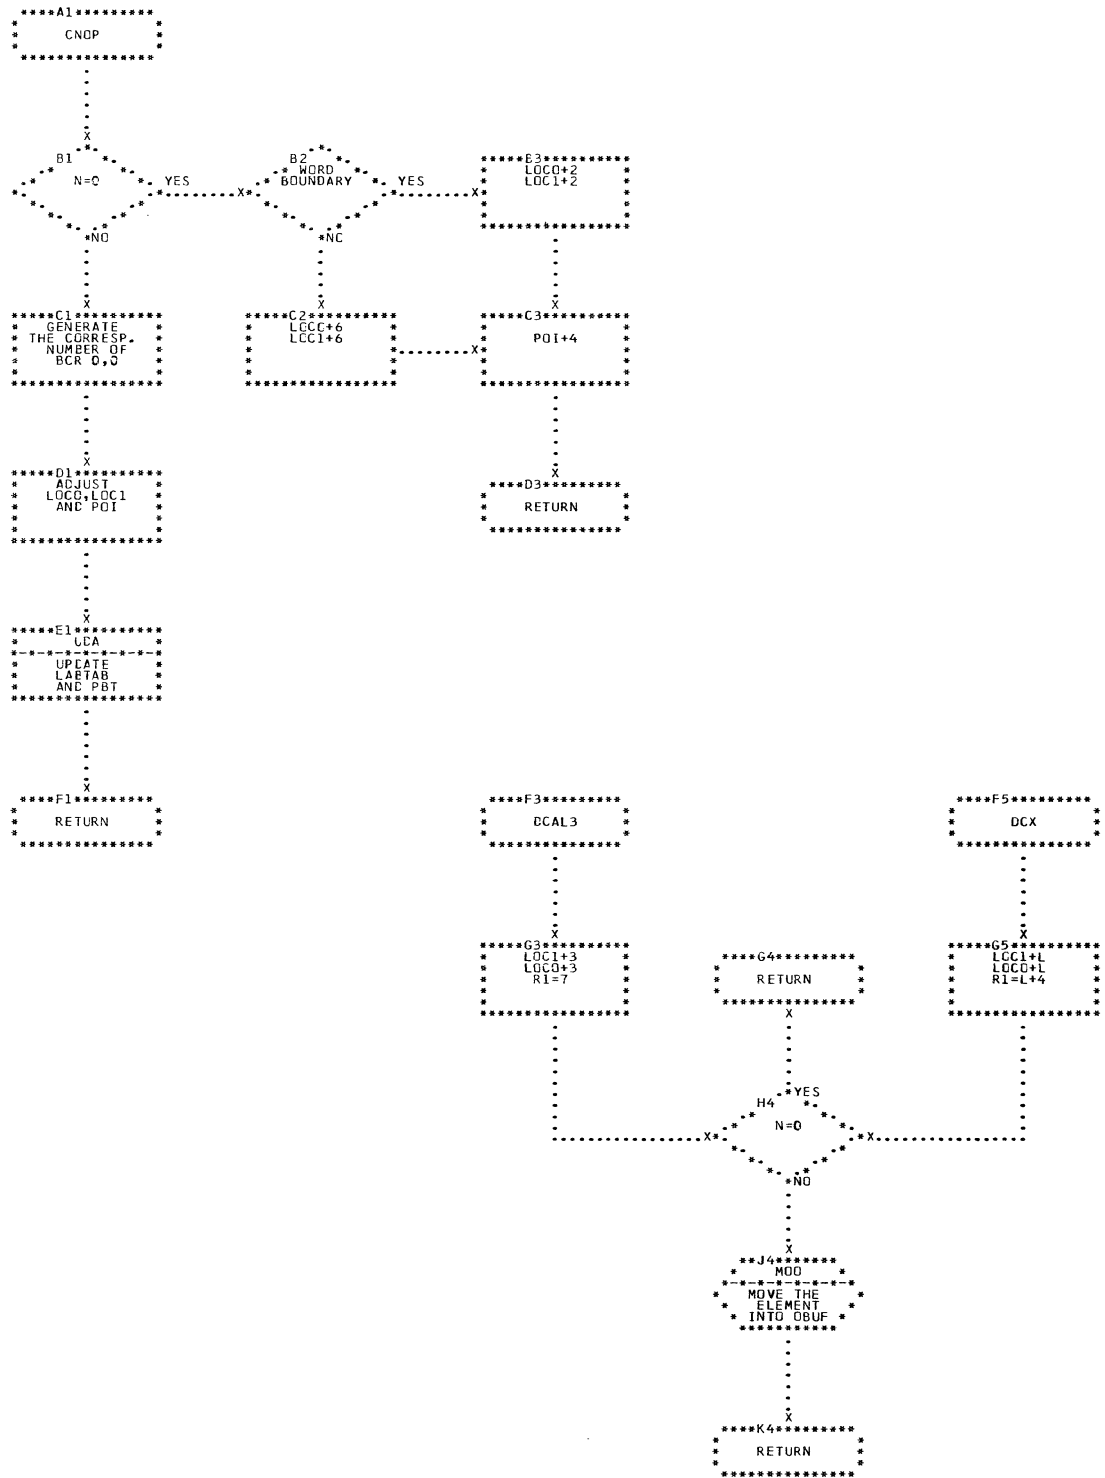 A1
CNOP
B1
N=0
YES
NO
B2
WORD
BOUNDARY
YES
NO
B3
LOC0+2
LOC1+2
C1
GENERATE
THE CORRESP.
NUMBER OF
BCR 0,0
C2
LOC0+6
LOC1+6
C3
POI+4
D1
ADJUST
LOC0,LOC1
AND POI
D3
RETURN
E1
UDA
UPDATE
LABTAB
AND PBT
F1
RETURN
F3
DCAL3
F5
DCX
G3
LOC1+3
LOC0+3
R1=7
G4
RETURN
G5
LOC1+L
LOC0+L
R1=L+4
H4
YES
N=0
NO
J4
MOO
MOVE THE
ELEMENT
INTO OBUF
K4
RETURN